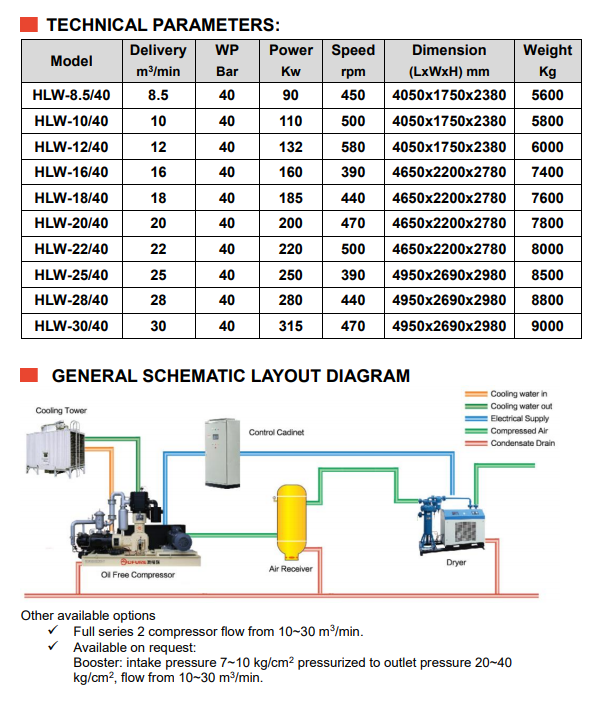 TECHNICAL PARAMETERS:
Model Delivery m³/min WP Bar Power Kw Speed rpm Dimension (LxWxH) mm Weight Kg
HLW-8.5/40 8.5 40 90 450 4050x1750x2380 5600
HLW-10/40 10 40 110 500 4050x1750x2380 5800
HLW-12/40 12 40 132 580 4050x1750x2380 6000
HLW-16/40 16 40 160 390 4650x2200x2780 7400
HLW-18/40 18 40 185 440 4650x2200x2780 7600
HLW-20/40 20 40 200 470 4650x2200x2780 7800
HLW-22/40 22 40 220 500 4650x2200x2780 8000
HLW-25/40 25 40 250 390 4950x2690x2980 8500
HLW-28/40 28 40 280 440 4950x2690x2980 8800
HLW-30/40 30 40 315 470 4950x2690x2980 9000
GENERAL SCHEMATIC LAYOUT DIAGRAM
Cooling water in
Cooling water out
Electrical Supply
Compressed Air
Condensate Drain
Cooling Tower
Control Cadinet
Oil Free Compressor
Air Receiver
Dryer
Other available options
✓ Full series 2 compressor flow from 10~30 m³/min.
✓ Available on request:
Booster: intake pressure 7~10 kg/cm² pressurized to outlet pressure 20~40
kg/cm², flow from 10~30 m³/min.